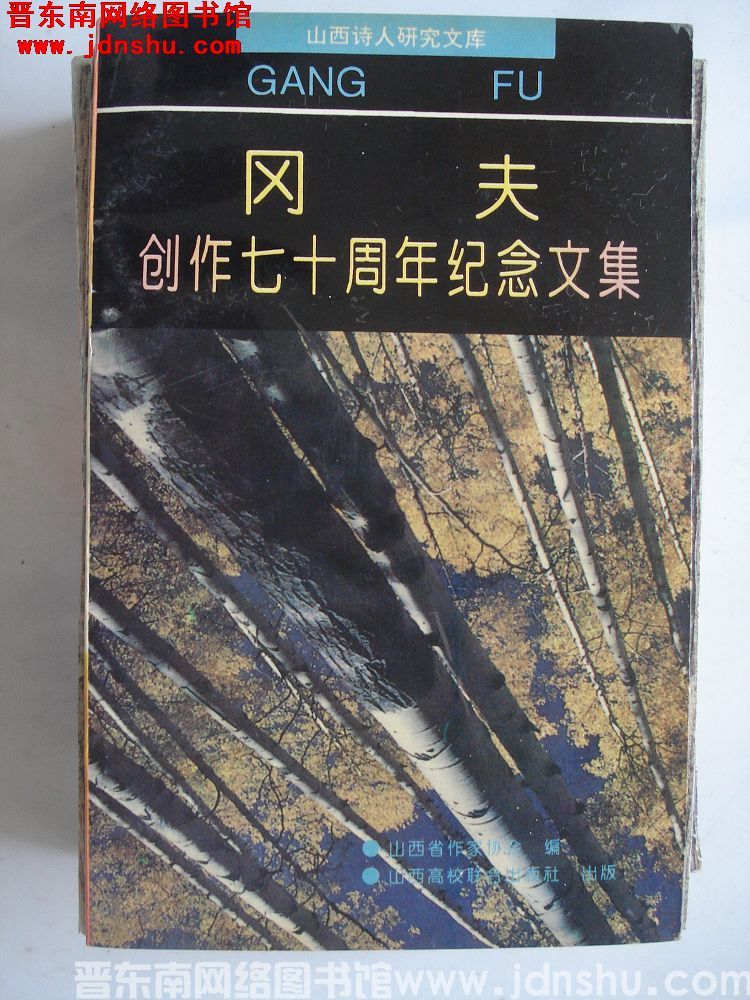 晋东南网络图书馆
www.jdnshu.com
山西诗人研究文库
GANG FU
冈 夫
创作七十周年纪念文集
●山西省作家协会 编
●山西高校联合出版社 出版
晋东南网络图书馆www.jdnshu.com